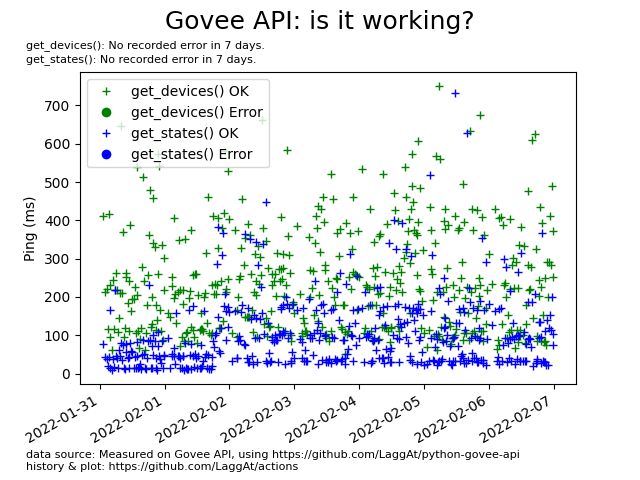 Govee API: is it working?
get_devices(): No recorded error in 7 days.
get_states(): No recorded error in 7 days.
get_devices() OK
get_devices() Error
get_states() OK
get_states() Error
Ping (ms)
700
600
500
400
300
200
100
0
2022-01-31
2022-02-01
2022-02-02
2022-02-03
2022-02-04
2022-02-05
2022-02-06
2022-02-07
data source: Measured on Govee API, using https://github.com/LaggAt/python-govee-api
history & plot: https://github.com/LaggAt/actions